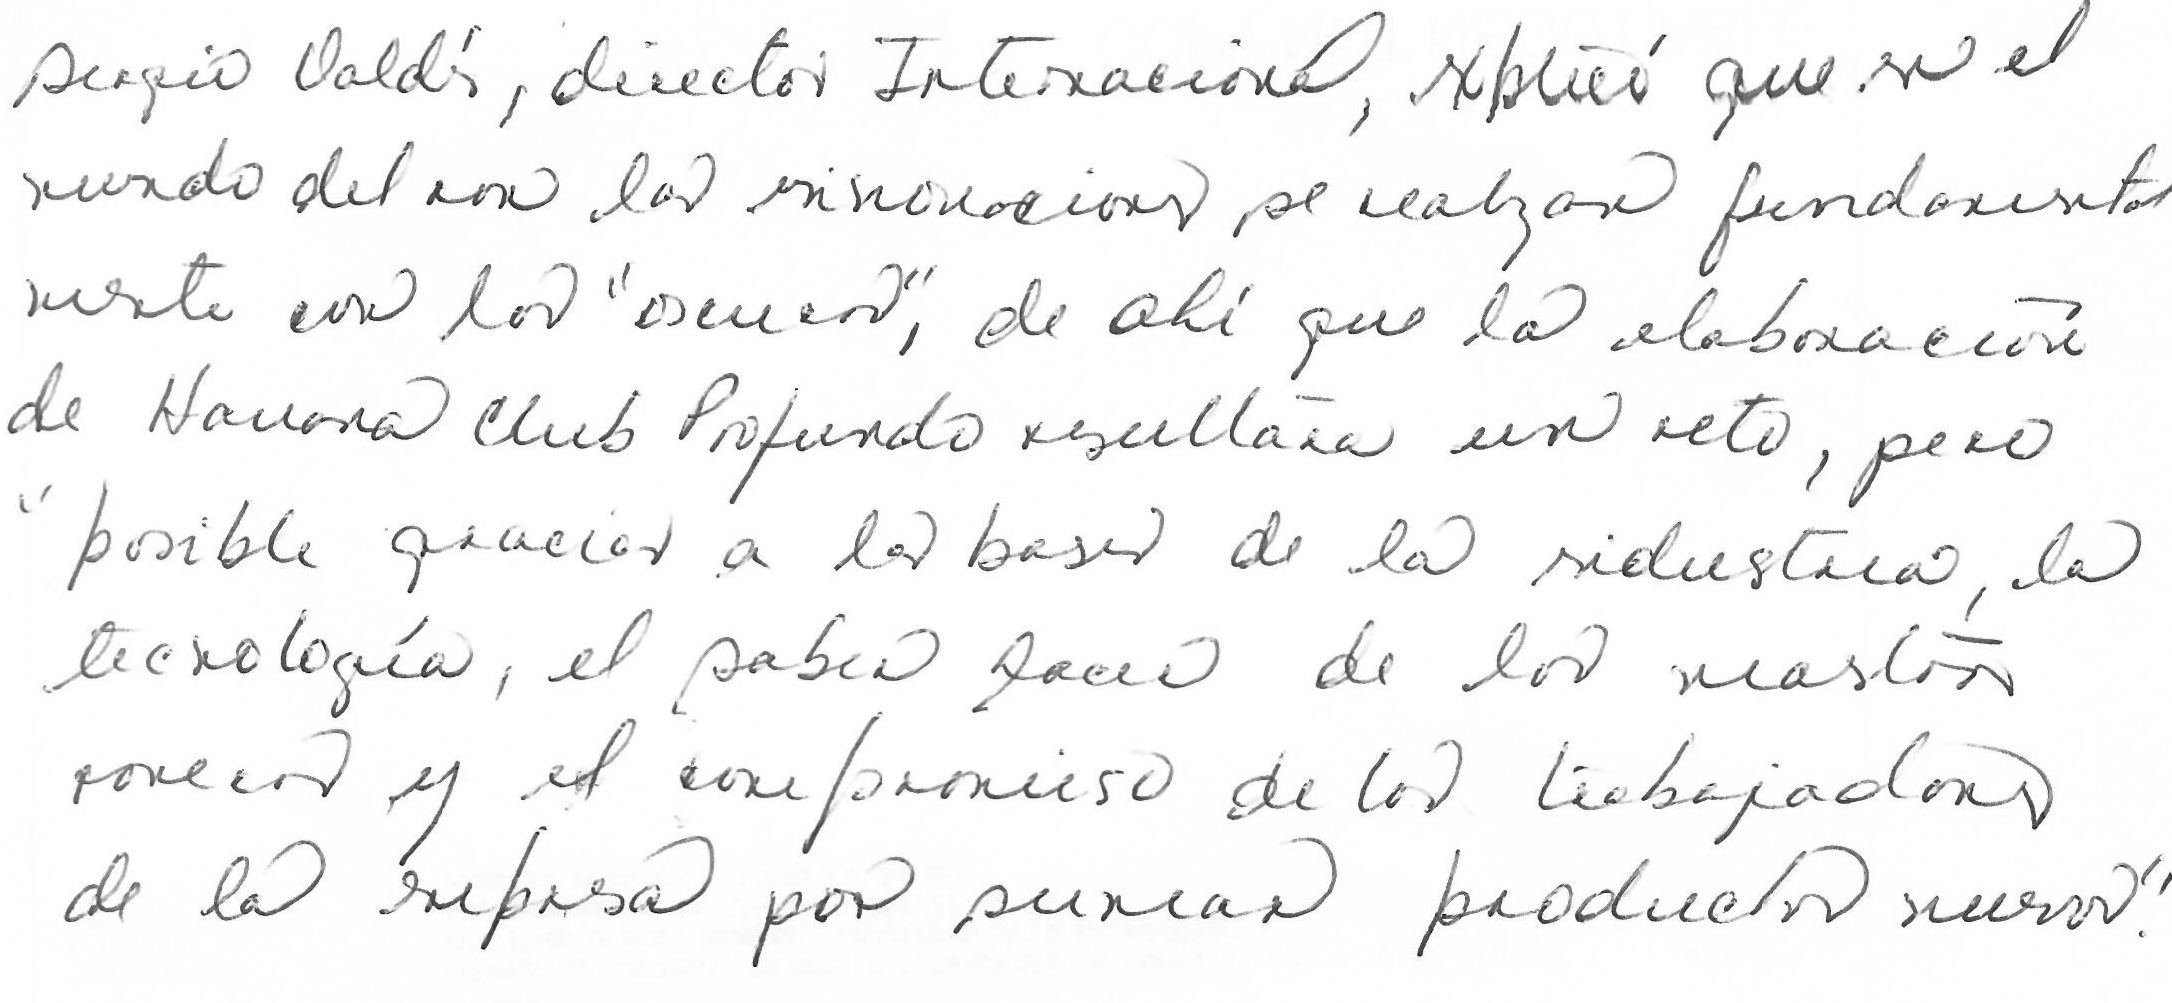 Sergio Valdés, director Internacional, explicó que en el
mundo del ron las innovaciones se realizan fundamental
mente con los "oscuros", de ahí que la elaboración
de Havana Club Profundo resultara un reto, pero
"posible gracias a las bases de la industria, la
tecnología, el saber hacer de los maestros
roneros y el compromiso de los trabajadores
de la empresa por sumar productos nuevos".